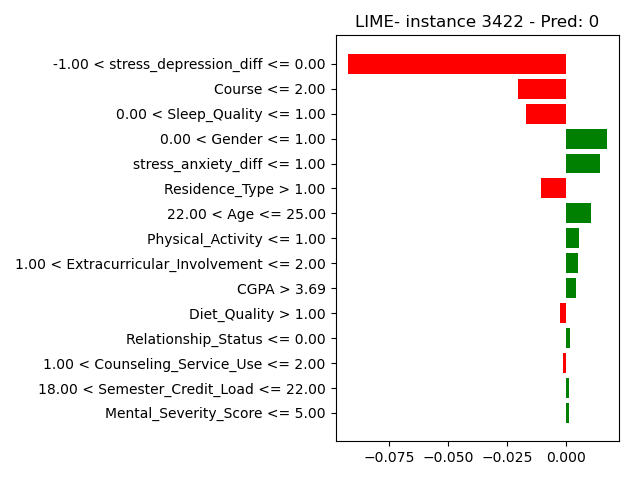 LIME- instance 3422 - Pred: 0
-1.00 < stress_depression_diff <= 0.00
Course <= 2.00
0.00 < Sleep_Quality <= 1.00
0.00 < Gender <= 1.00
stress_anxiety_diff <= 1.00
Residence_Type > 1.00
22.00 < Age <= 25.00
Physical_Activity <= 1.00
1.00 < Extracurricular_Involvement <= 2.00
CGPA > 3.69
Diet_Quality > 1.00
Relationship_Status <= 0.00
1.00 < Counseling_Service_Use <= 2.00
18.00 < Semester_Credit_Load <= 22.00
Mental_Severity_Score <= 5.00
−0.075 −0.050 −0.025 0.000